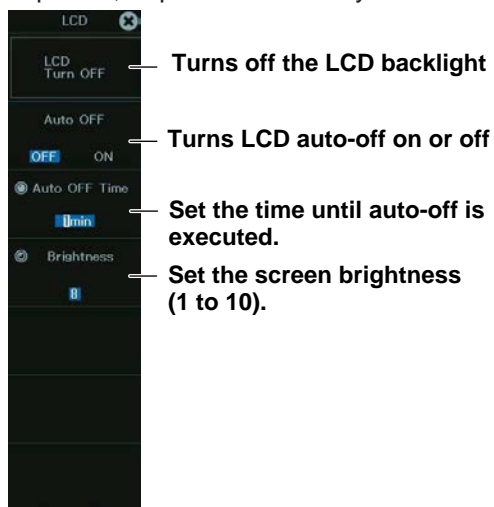 LCD
LCD
Turn OFF
Turns off the LCD backlight
Auto OFF
OFF ON
Turns LCD auto-off on or off
Auto OFF Time
1min
Set the time until auto-off is
executed.
Brightness
8
Set the screen brightness
(1 to 10).